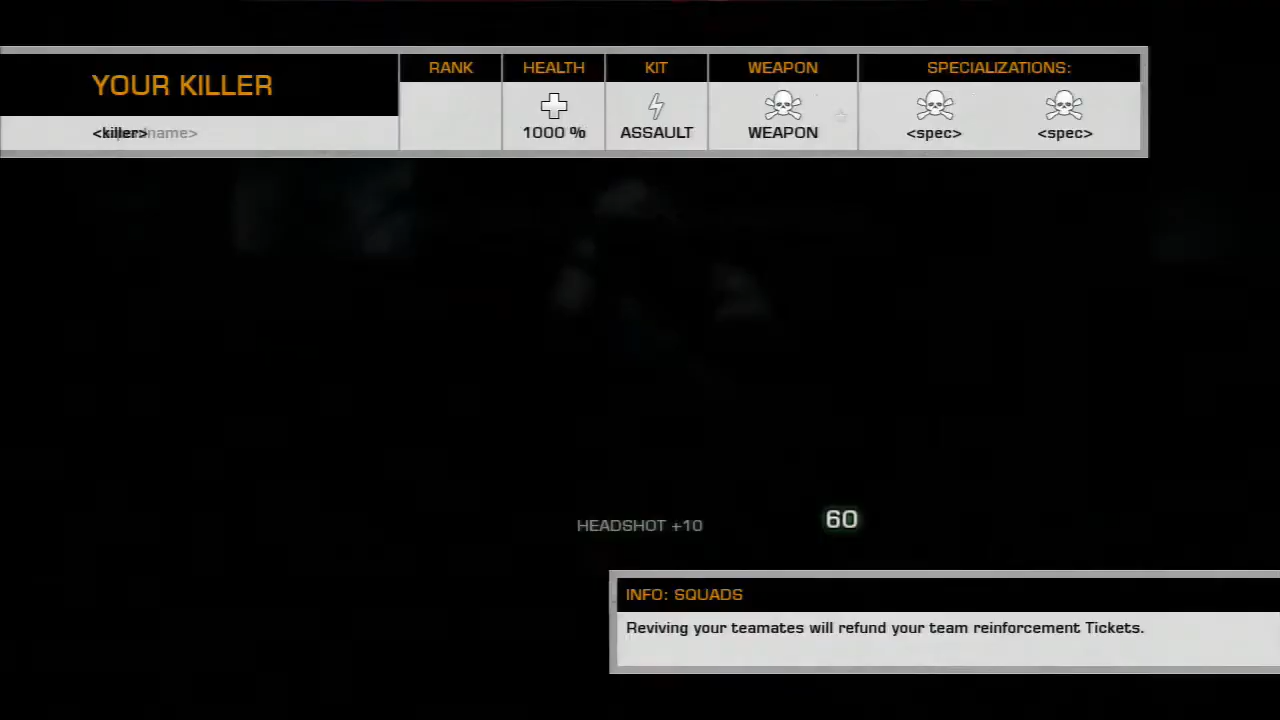 YOUR KILLER
RANK
HEALTH
KIT
WEAPON
SPECIALIZATIONS:
<killer>
name>
1000 %
ASSAULT
WEAPON
<spec>
<spec>
HEADSHOT +10
60
INFO: SQUADS
Reviving your teamates will refund your team reinforcement Tickets.